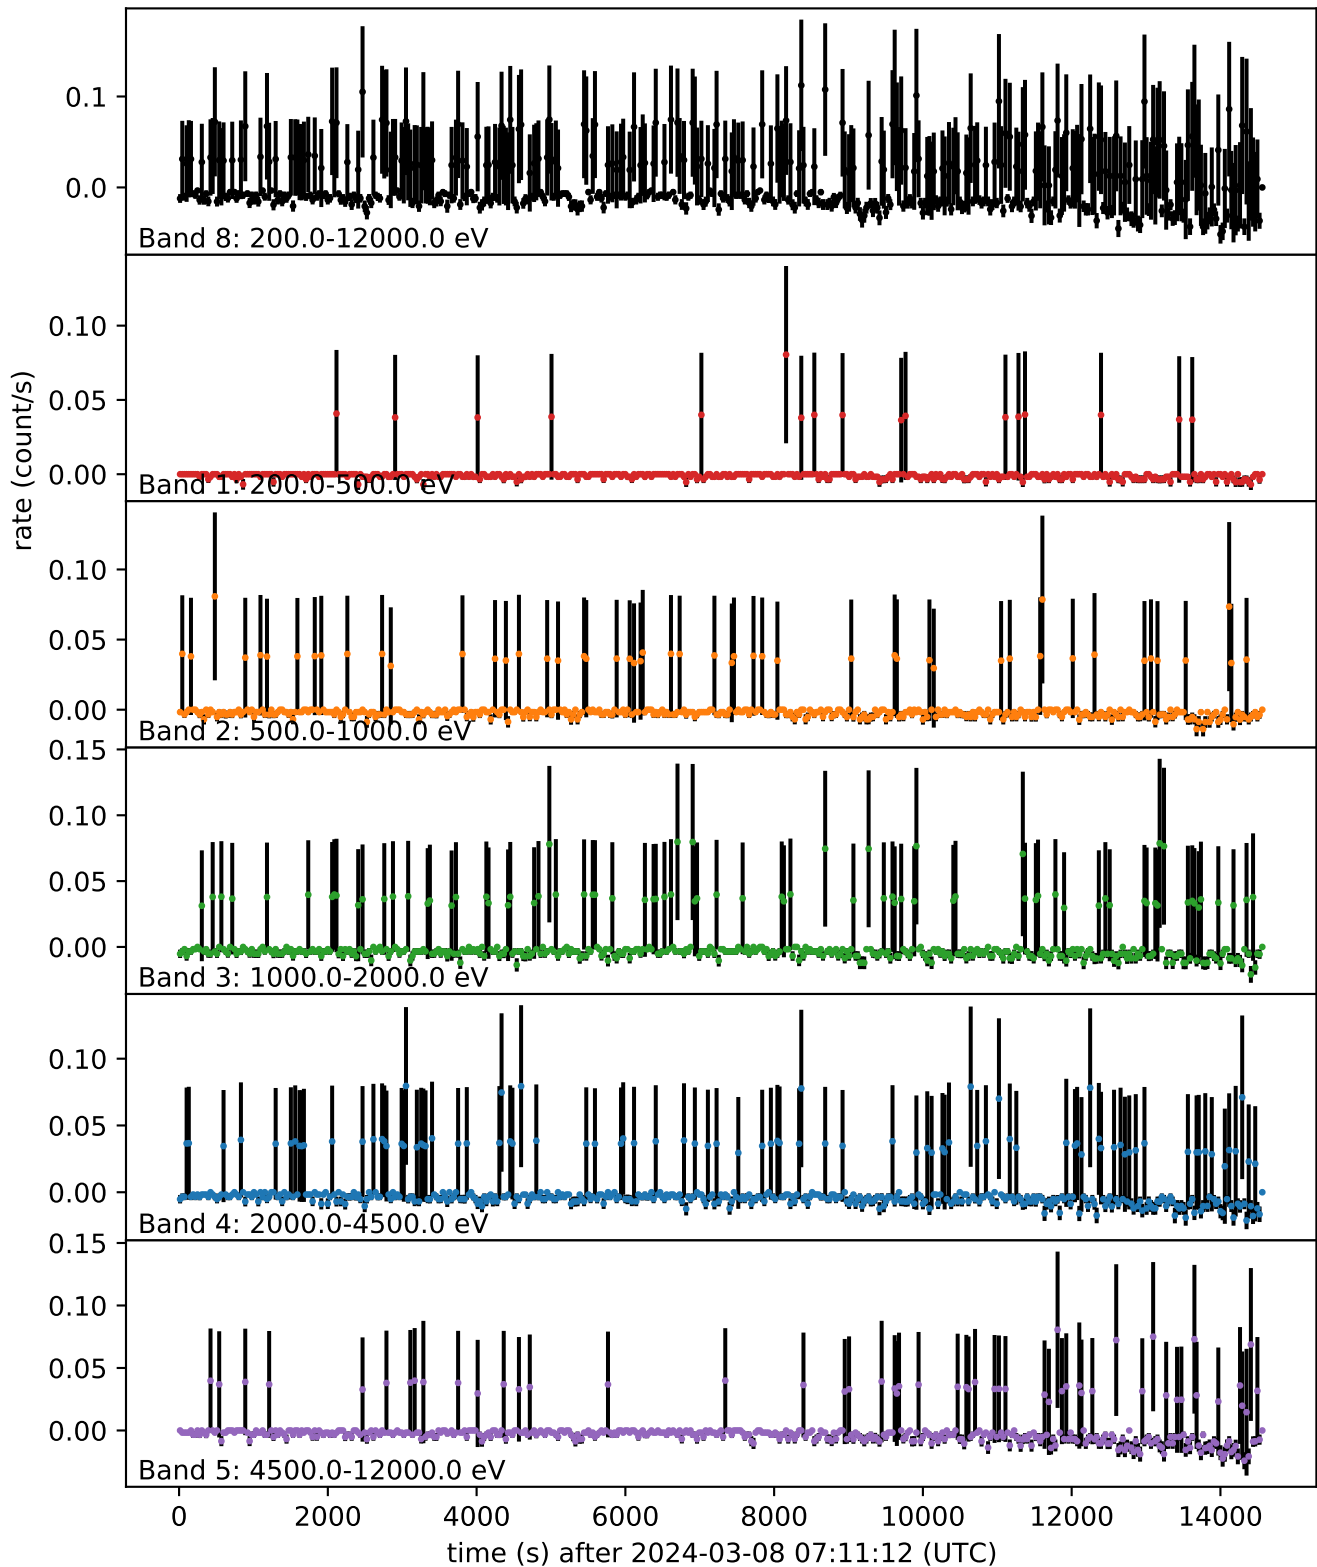 0.1
0.0
Band 8: 200.0-12000.0 eV
0.10
0.05
0.00
Band 1: 200.0-500.0 eV
rate (count/s)
0.10
0.05
0.00
Band 2: 500.0-1000.0 eV
0.15
0.10
0.05
0.00
Band 3: 1000.0-2000.0 eV
0.10
0.05
0.00
Band 4: 2000.0-4500.0 eV
0.15
0.10
0.05
0.00
Band 5: 4500.0-12000.0 eV
0 2000 4000 6000 8000 10000 12000 14000
time (s) after 2024-03-08 07:11:12 (UTC)